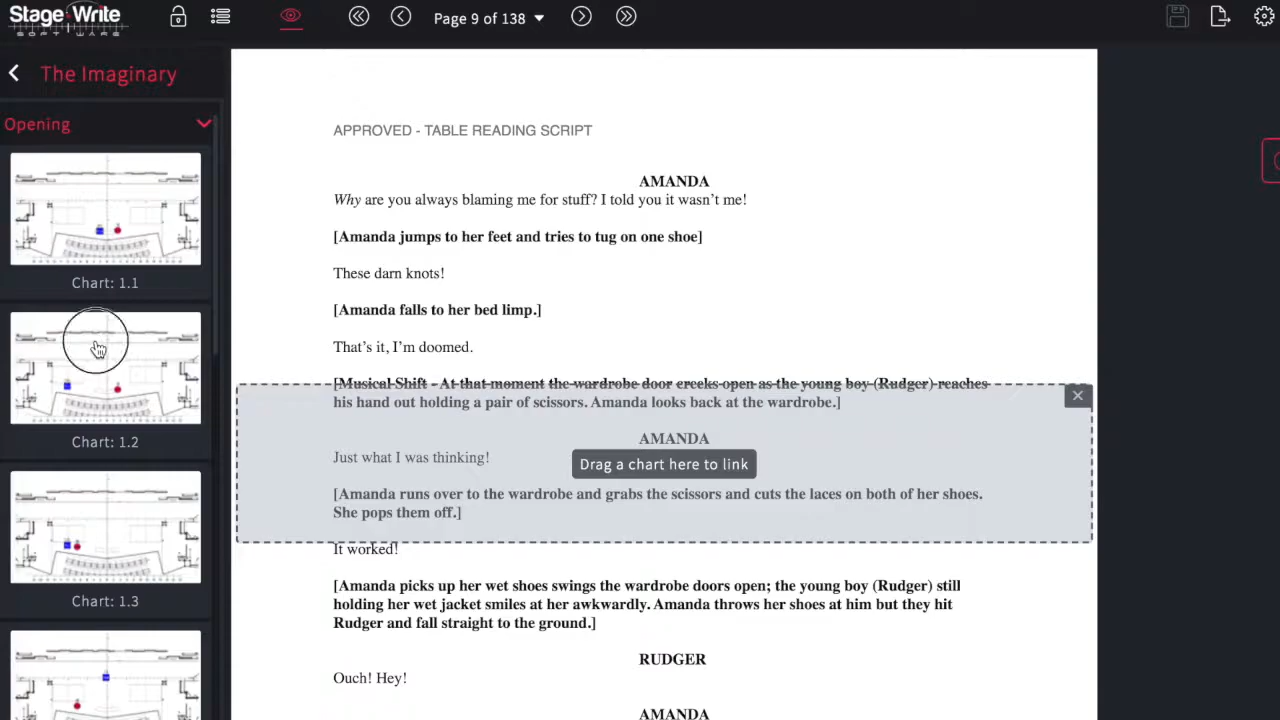 Stage Write
SOFTWARE
Page 9 of 138
The Imaginary
Opening
Chart: 1.1
Chart: 1.2
Chart: 1.3
APPROVED - TABLE READING SCRIPT
AMANDA
Why are you always blaming me for stuff? I told you it wasn't me!
[Amanda jumps to her feet and tries to tug on one shoe]
These darn knots!
[Amanda falls to her bed limp.]
That's it, I'm doomed.
[Musical Shift - At that moment the wardrobe door creeks open as the young boy (Rudger) reaches
his hand out holding a pair of scissors. Amanda looks back at the wardrobe.]
AMANDA
Just what I was thinking!
Drag a chart here to link
[Amanda runs over to the wardrobe and grabs the scissors and cuts the laces on both of her shoes.
She pops them off.]
It worked!
[Amanda picks up her wet shoes swings the wardrobe doors open; the young boy (Rudger) still
holding her wet jacket smiles at her awkwardly. Amanda throws her shoes at him but they hit
Rudger and fall straight to the ground.]
RUDGER
Ouch! Hey!
AMANDA